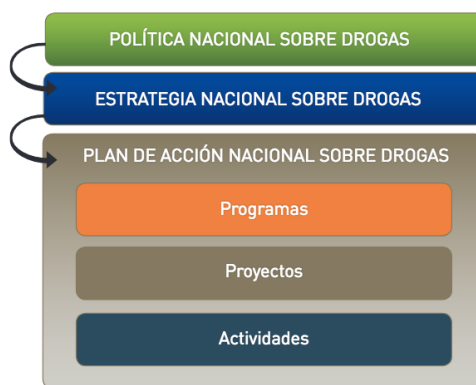 POLÍTICA NACIONAL SOBRE DROGAS
ESTRATEGIA NACIONAL SOBRE DROGAS
PLAN DE ACCIÓN NACIONAL SOBRE DROGAS
Programas
Proyectos
Actividades